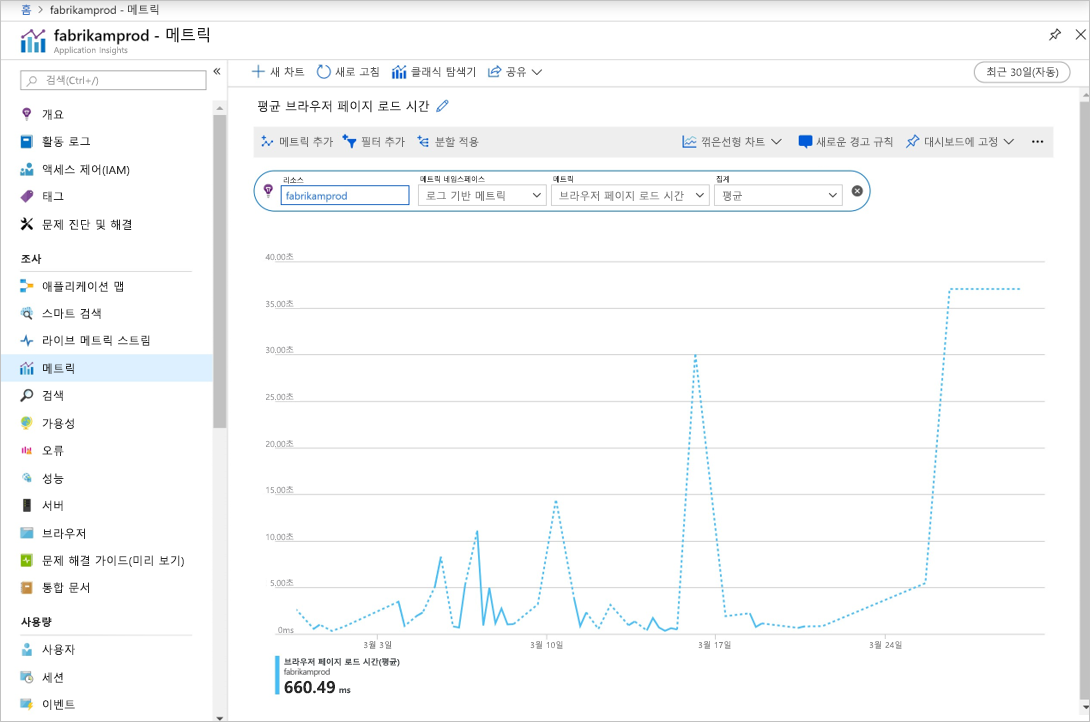 홈 > fabrikamprod - 메트릭
fabrikamprod - 메트릭
Application Insights
검색(Ctrl+/)
«
개요
활동 로그
액세스 제어(IAM)
태그
문제 진단 및 해결
조사
애플리케이션 맵
스마트 검색
라이브 메트릭 스트림
메트릭
검색
가용성
오류
성능
서버
브라우저
문제 해결 가이드(미리 보기)
통합 문서
사용량
사용자
세션
이벤트
새 차트 새로 고침 클래식 탐색기 공유 최근 30일(자동)
평균 브라우저 페이지 로드 시간
메트릭 추가 필터 추가 분할 적용 꺾은선형 차트 새로운 경고 규칙 대시보드에 고정 ...
리소스 메트릭 네임스페이스 메트릭 집계
fabrikamprod 로그 기반 메트릭 브라우저 페이지 로드 시간 평균
40.00초
35.00초
30.00초
25.00초
20.00초
15.00초
10.00초
5.00초
0ms
3월 3일 3월 10일 3월 17일 3월 24일
브라우저 페이지 로드 시간(평균)
fabrikamprod
660.49 ms